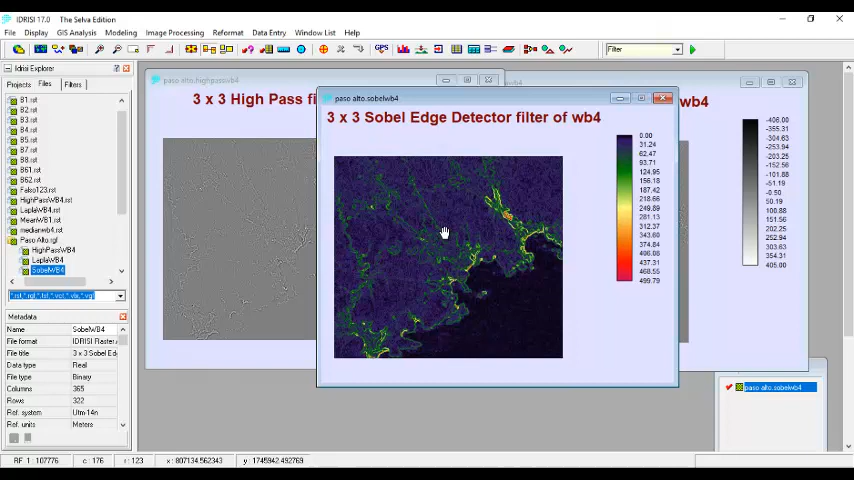 IDRISI 17.0 -- The Selva Edition
File Display GIS Analysis Modeling Image Processing Reformat Data Entry Window List Help
GPS
Filter
Idrisi Explorer
Projects Files Filters
B1.rst
B2.rst
B3.rst
B4.rst
B5.rst
B7.rst
B8.rst
B61.rst
B62.rst
Falso123.rst
HighPassWB4.rst
LaplaWB4.rst
MeanWB1.rst
medianwb4.rst
Paso Alto.rgf
HighPassWB4
LaplaWB4
SobelWB4
Metadata
Name SobelWB4
File format IDRISI Raster
File title 3 x 3 Sobel Ed
Data type Real
File type Binary
Columns 365
Rows 322
Ref. system Utm-14n
Ref. units Meters
paso alto.highpasswb4
3 x 3 High Pass fi
wb4
wb4
-406.00
-355.31
-304.63
-253.94
-203.25
-152.56
-101.88
-51.19
-0.50
50.19
100.88
151.56
202.25
252.94
303.63
354.31
405.00
paso alto.sobelwb4
3 x 3 Sobel Edge Detector filter of wb4
0.00
31.24
62.47
93.71
124.95
156.18
187.42
218.66
249.89
281.13
312.37
343.60
374.84
406.08
437.31
468.55
499.79
paso alto.sobelwb4
RF 1 : 107776 c : 176 r : 123 x : 807134.562343 y : 1745942.492769